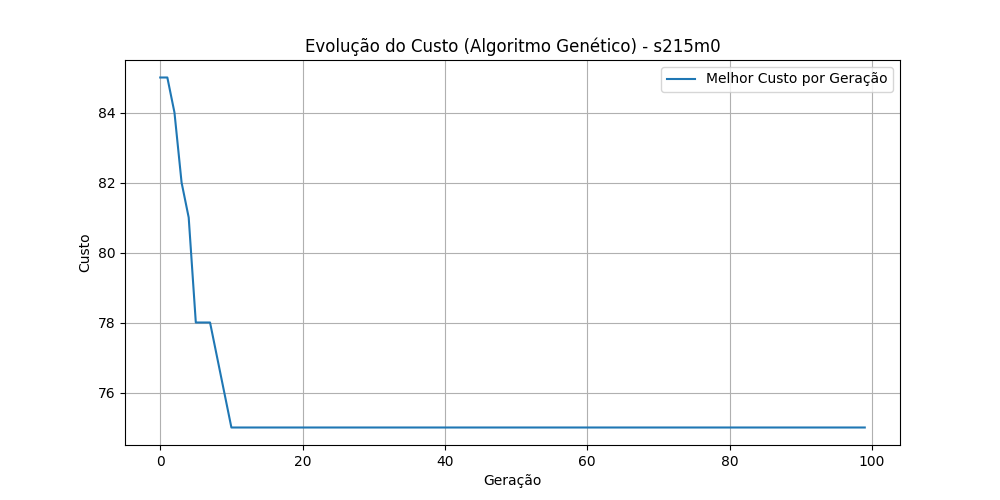 Evolução do Custo (Algoritmo Genético) - s215m0
Melhor Custo por Geração
84
82
80
78
76
Custo
0 20 40 60 80 100
Geração